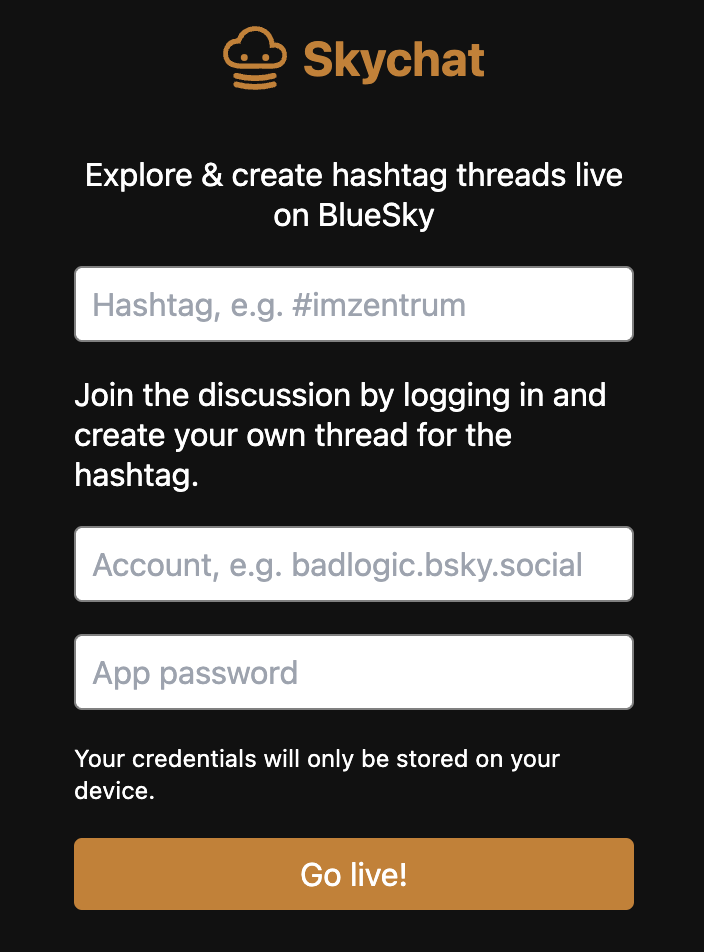 Skychat
Explore & create hashtag threads live
on BlueSky
Hashtag, e.g. #imzentrum
Join the discussion by logging in and
create your own thread for the
hashtag.
Account, e.g. badlogic.bsky.social
App password
Your credentials will only be stored on your
device.
Go live!